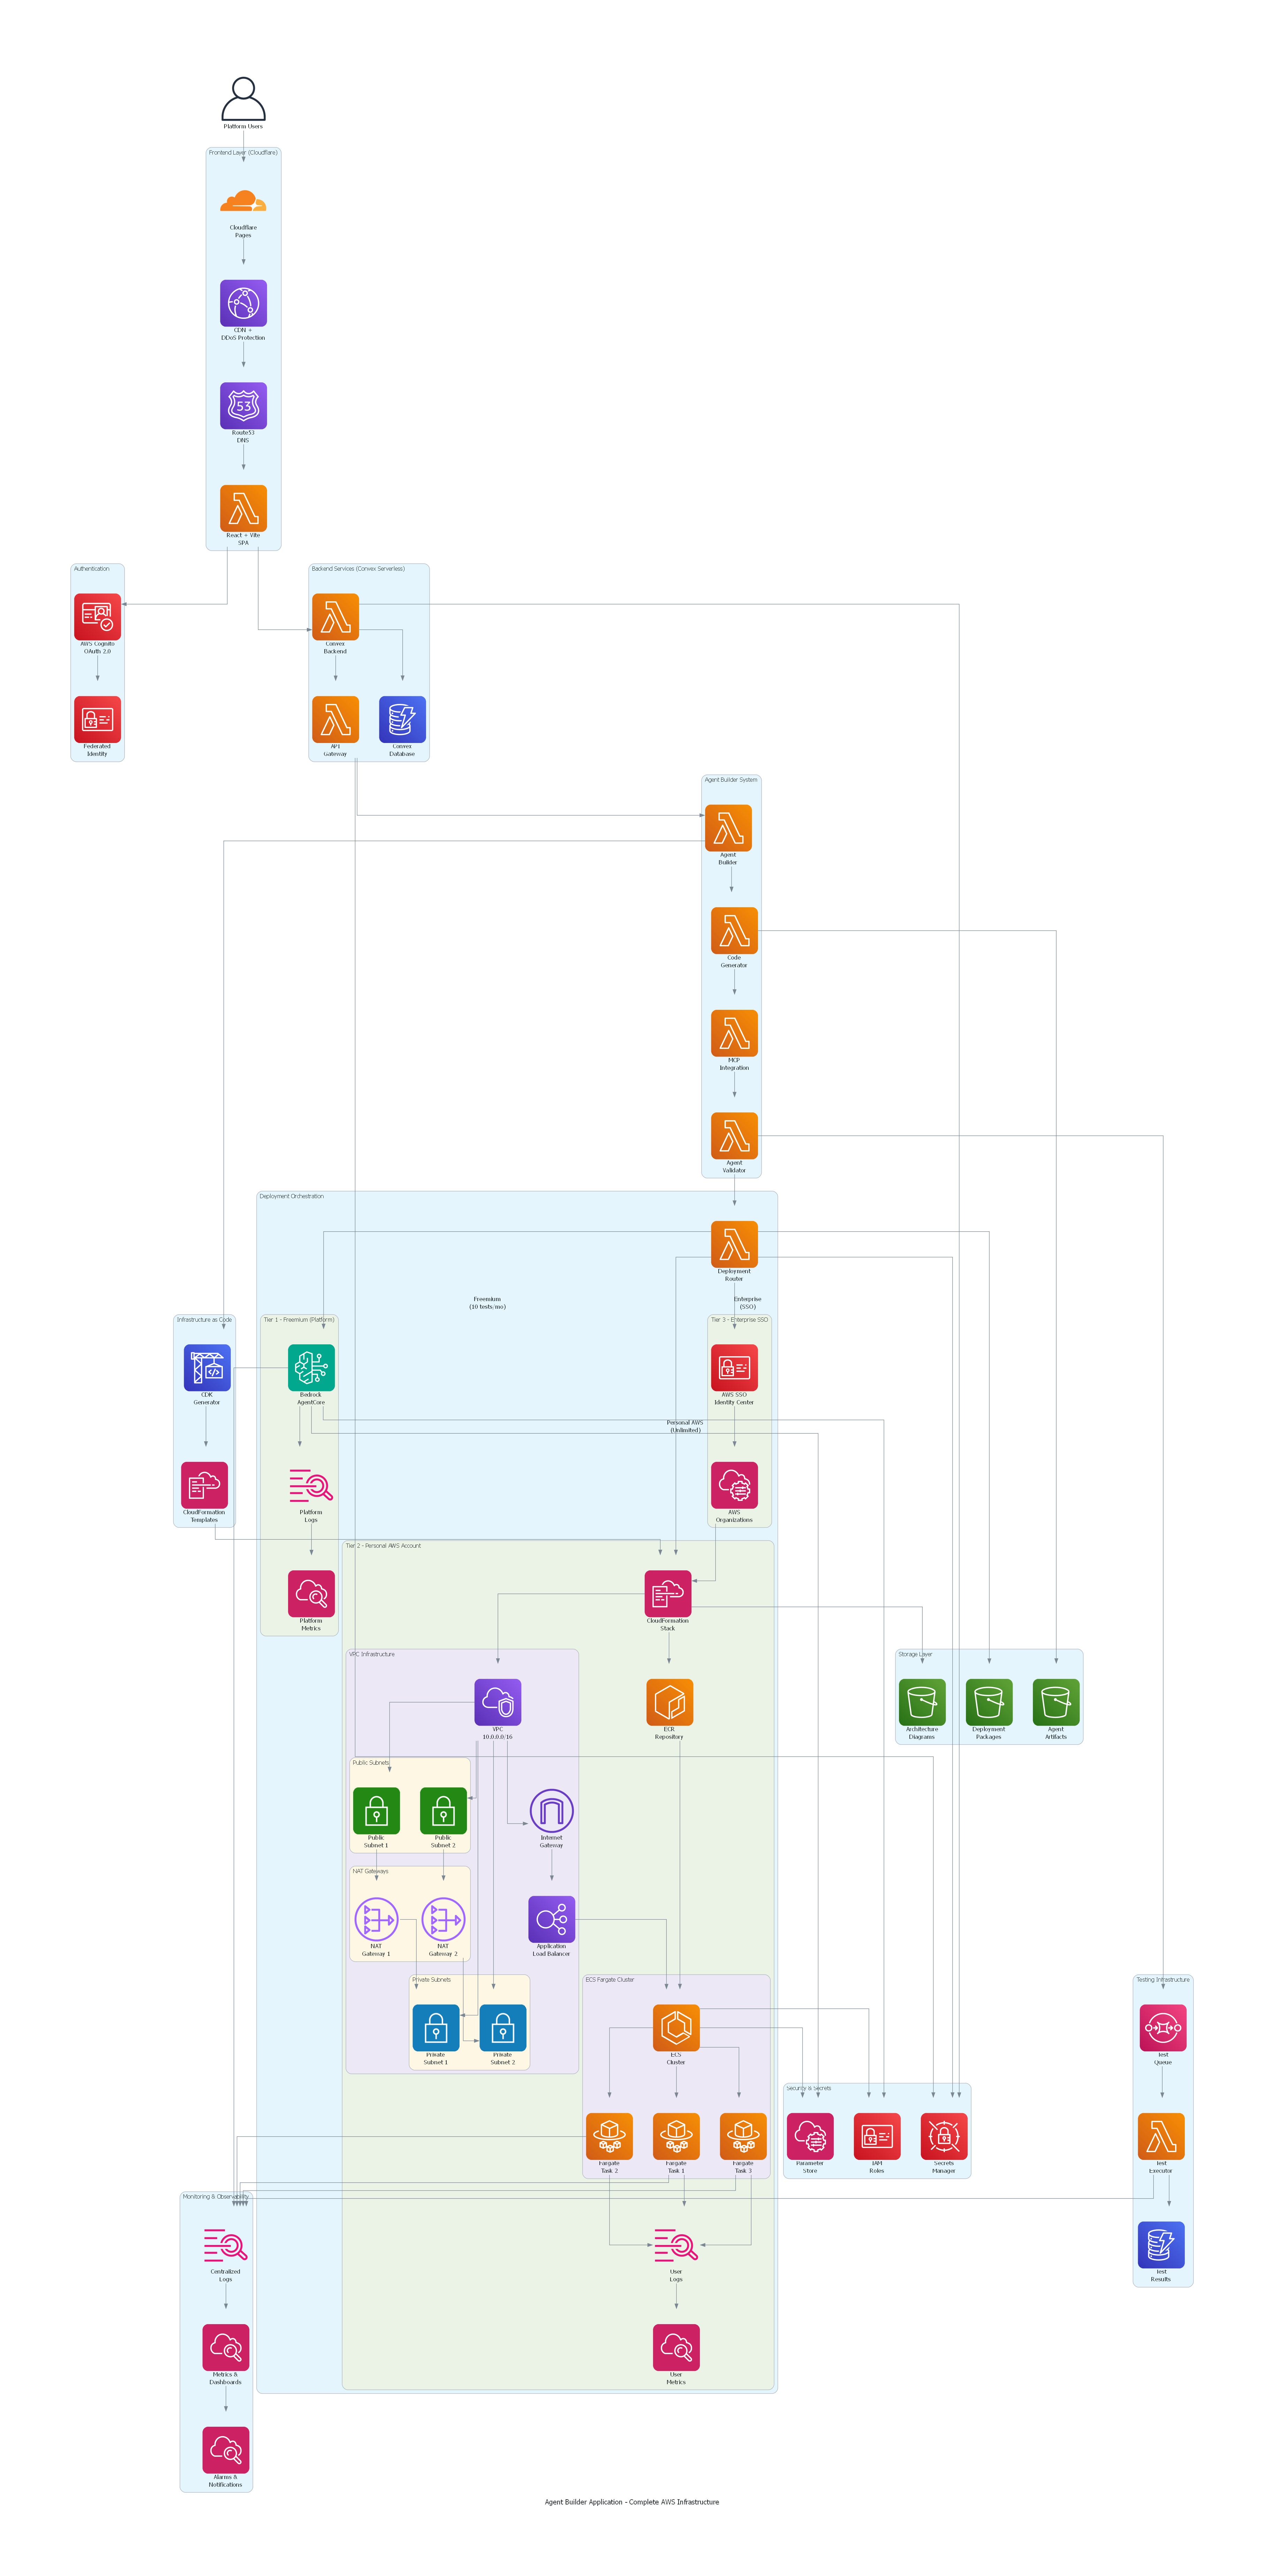 Platform Users
Frontend Layer (Cloudflare)
Cloudflare
Pages
CDN +
DDoS Protection
53
Route53
DNS
React + Vite
SPA
Authentication
AWS Cognito
OAuth 2.0
Federated
Identity
Backend Services (Convex Serverless)
Convex
Backend
API
Gateway
Convex
Database
Agent Builder System
Agent
Builder
Code
Generator
MCP
Integration
Agent
Validator
Deployment Orchestration
Deployment
Router
Freemium
(10 tests/mo)
Enterprise
(SSO)
Infrastructure as Code
CDK
Generator
CloudFormation
Templates
Tier 1 - Freemium (Platform)
Bedrock
AgentCore
Platform
Logs
Platform
Metrics
Personal AWS
(Unlimited)
Tier 3 - Enterprise SSO
AWS SSO
Identity Center
AWS
Organizations
Tier 2 - Personal AWS Account
CloudFormation
Stack
VPC Infrastructure
VPC
10.0.0.0/16
ECR
Repository
Storage Layer
Architecture
Diagrams
Deployment
Packages
Agent
Artifacts
Public Subnets
Public
Subnet 1
Public
Subnet 2
Internet
Gateway
NAT Gateways
NAT
Gateway 1
NAT
Gateway 2
Application
Load Balancer
Private Subnets
Private
Subnet 1
Private
Subnet 2
ECS Fargate Cluster
ECS
Cluster
Fargate
Task 2
Fargate
Task 1
Fargate
Task 3
Security & Secrets
Parameter
Store
IAM
Roles
Secrets
Manager
Testing Infrastructure
Test
Queue
Test
Executor
Test
Results
Monitoring & Observability
Centralized
Logs
Metrics &
Dashboards
Alarms &
Notifications
User
Logs
User
Metrics
Agent Builder Application - Complete AWS Infrastructure